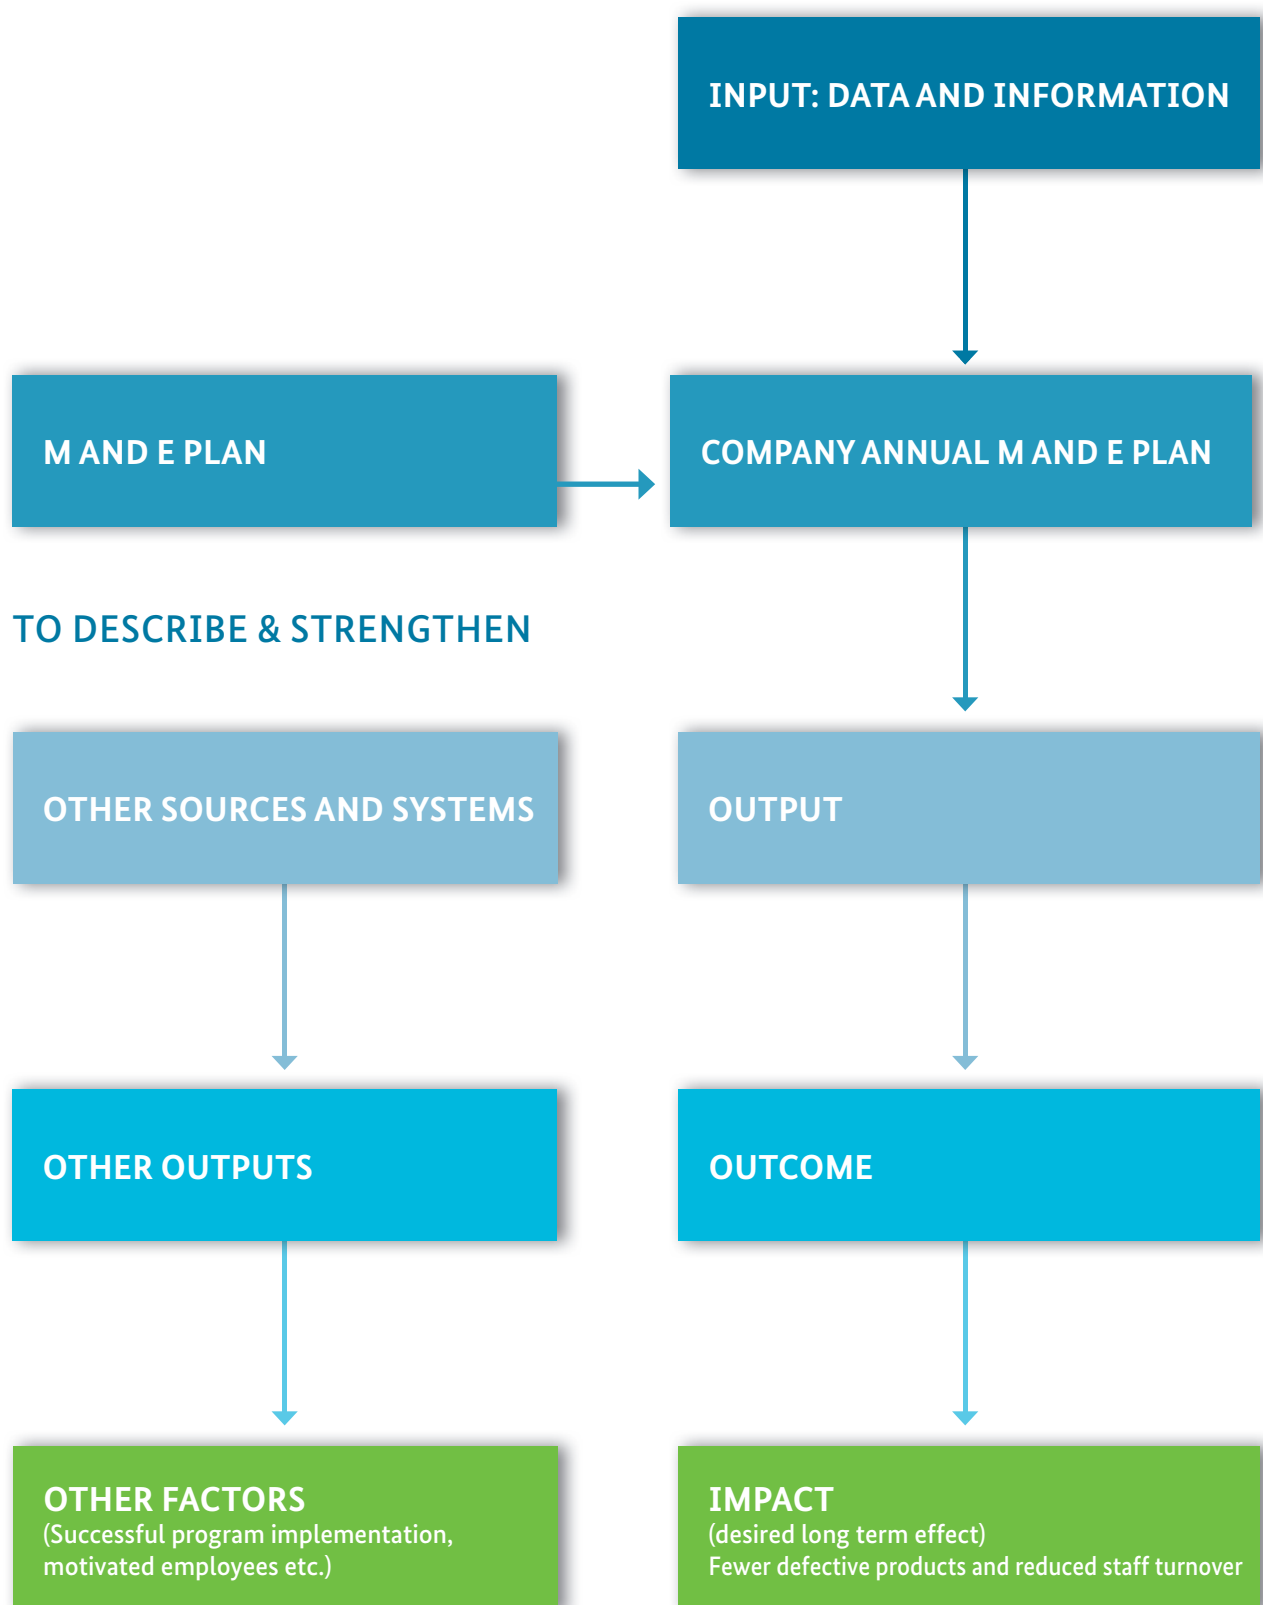 INPUT: DATA AND INFORMATION
M AND E PLAN
COMPANY ANNUAL M AND E PLAN
TO DESCRIBE & STRENGTHEN
OTHER SOURCES AND SYSTEMS
OUTPUT
OTHER OUTPUTS
OUTCOME
OTHER FACTORS
(Successful program implementation,
motivated employees etc.)
IMPACT
(desired long term effect)
Fewer defective products and reduced staff turnover